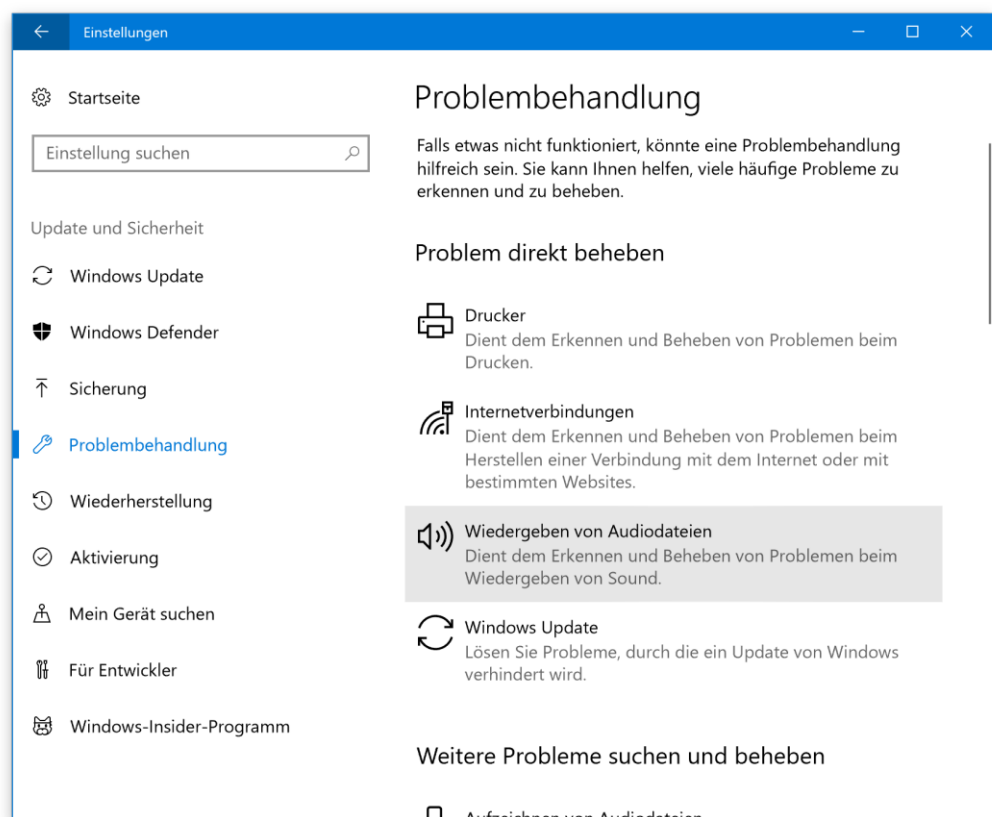 Einstellungen
Startseite
Einstellung suchen
Update und Sicherheit
Windows Update
Windows Defender
Sicherung
Problembehandlung
Wiederherstellung
Aktivierung
Mein Gerät suchen
Für Entwickler
Windows-Insider-Programm
Problembehandlung
Falls etwas nicht funktioniert, könnte eine Problembehandlung
hilfreich sein. Sie kann Ihnen helfen, viele häufige Probleme zu
erkennen und zu beheben.
Problem direkt beheben
Drucker
Dient dem Erkennen und Beheben von Problemen beim
Drucken.
Internetverbindungen
Dient dem Erkennen und Beheben von Problemen beim
Herstellen einer Verbindung mit dem Internet oder mit
bestimmten Websites.
Wiedergeben von Audiodateien
Dient dem Erkennen und Beheben von Problemen beim
Wiedergeben von Sound.
Windows Update
Lösen Sie Probleme, durch die ein Update von Windows
verhindert wird.
Weitere Probleme suchen und beheben
Aufzeichnen von Audiodateien